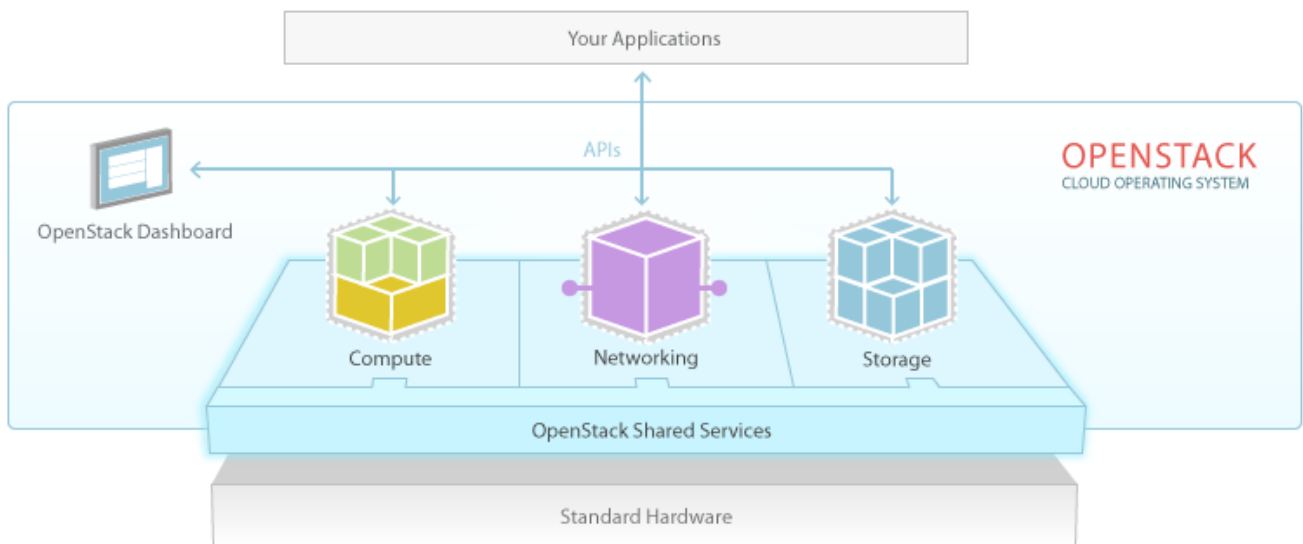 Your Applications
APIs
OPENSTACK
CLOUD OPERATING SYSTEM
OpenStack Dashboard
Compute
Networking
Storage
OpenStack Shared Services
Standard Hardware